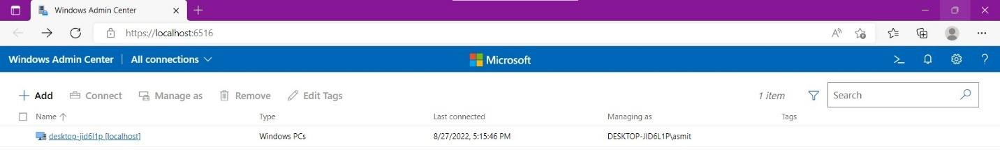 Windows Admin Center
https://localhost:6516
Windows Admin Center | All connections Microsoft
Add Connect Manage as Remove Edit Tags 1 item Search
Name Type Last connected Managing as Tags
desktop-jid6l1p [localhost] Windows PCs 8/27/2022, 5:15:46 PM DESKTOP-JID6L1P\asmit